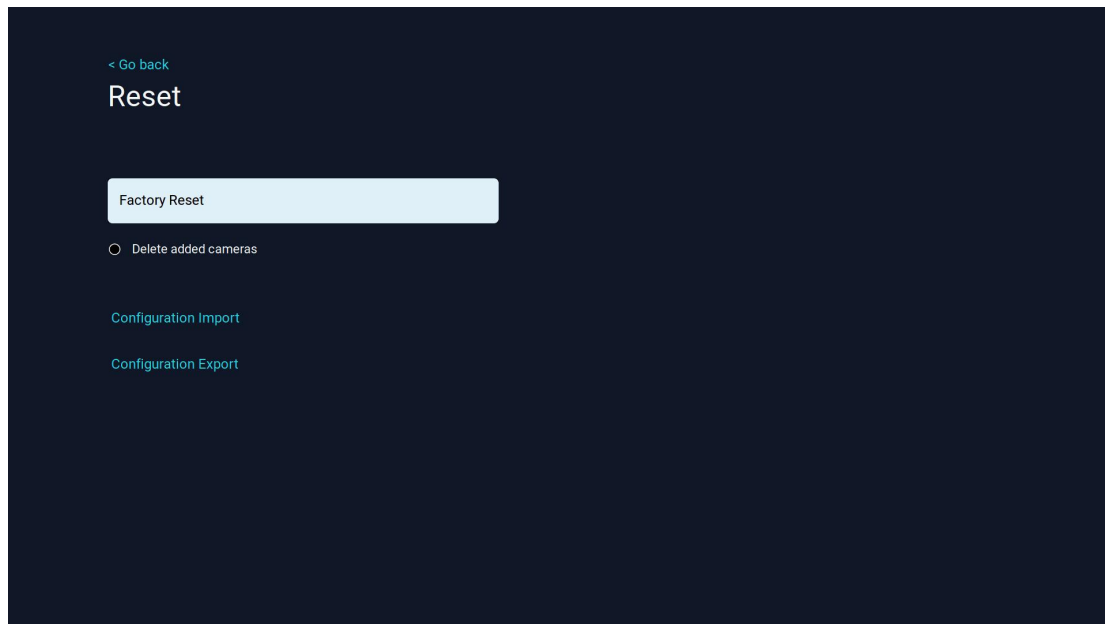 < Go back
Reset
Factory Reset
Delete added cameras
Configuration Import
Configuration Export